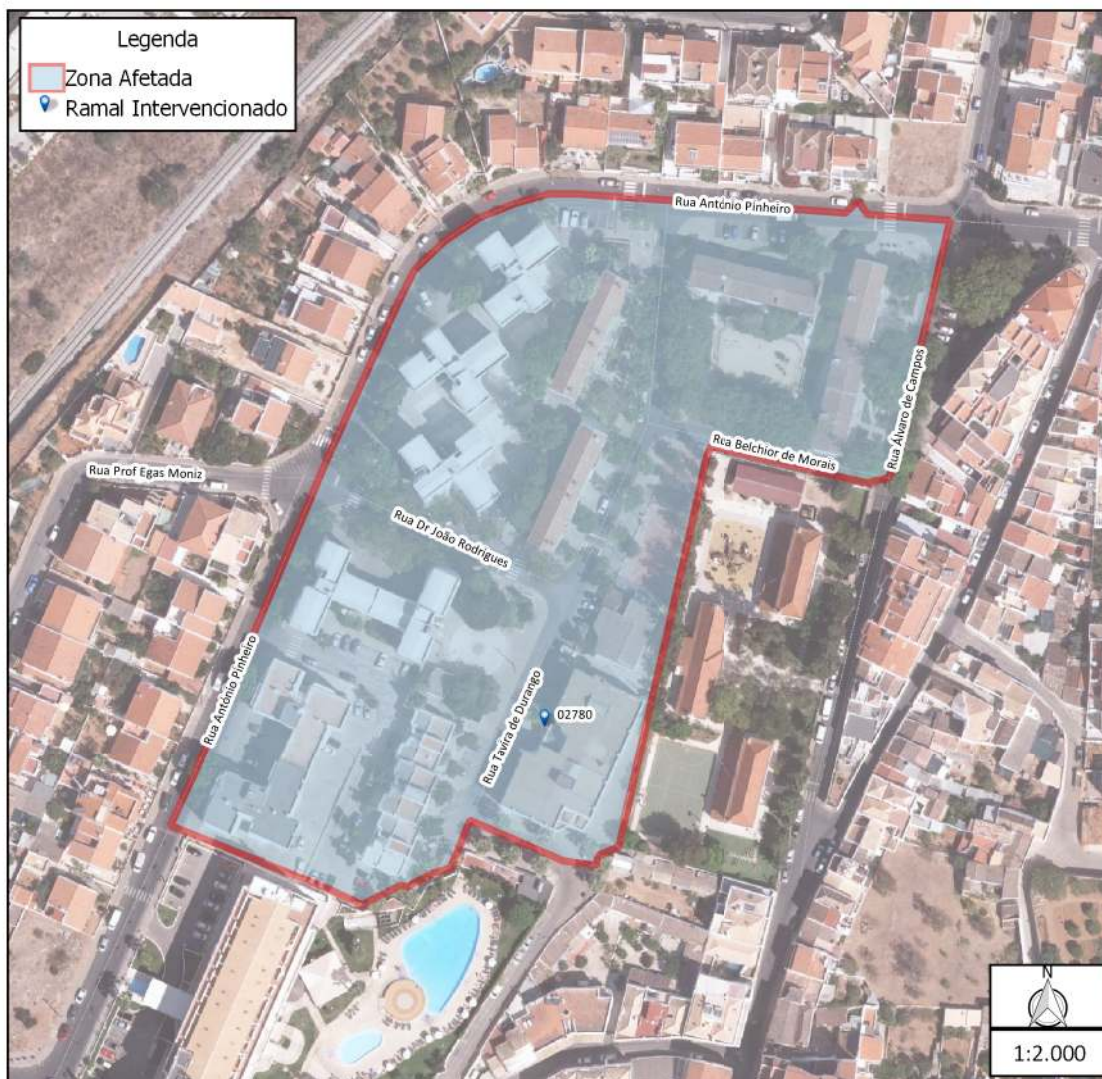 Legenda
Zona Afetada
Ramal Intervencionado
Rua António Pinheiro
Rua Álvaro de Campos
Rua Belchior de Morais
Rua Prof Egas Moniz
Rua Dr João Rodrigues
Rua António Pinheiro
Rua Tavira de Durango
02780
N
1:2.000